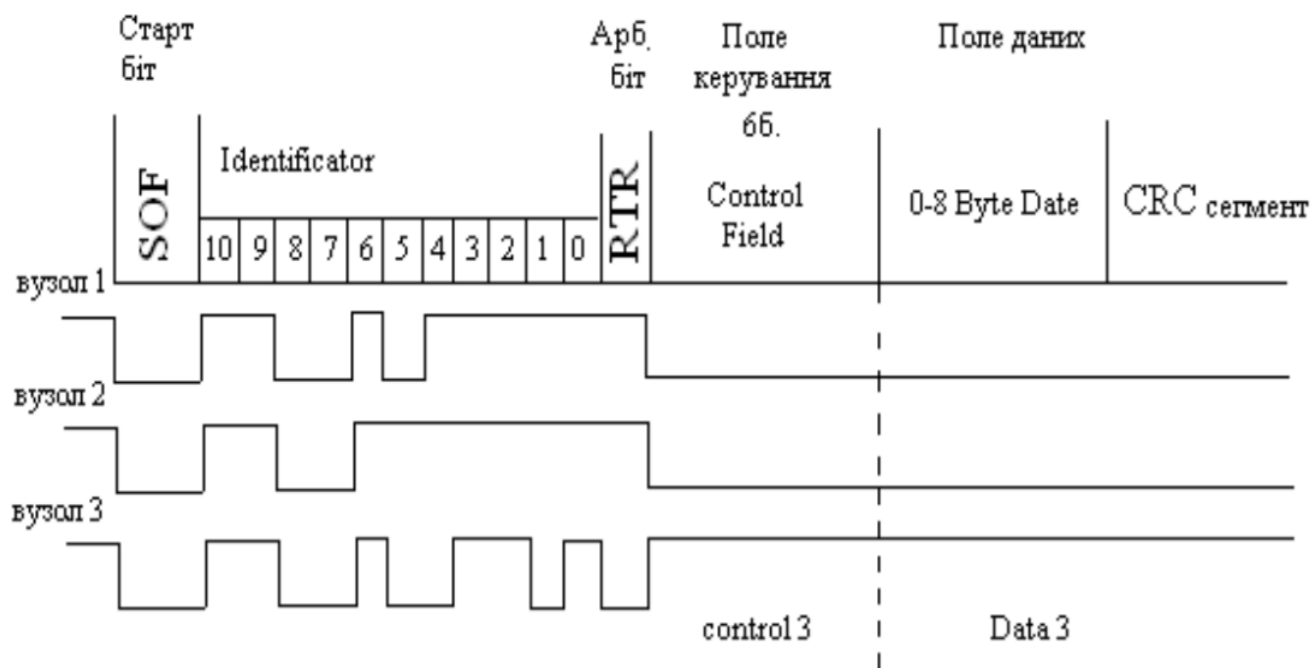 Старт
біт
Арб.
біт
Поле
керування
6б.
Поле даних
SOF
Identificator
10 9 8 7 6 5 4 3 2 1 0
RTR
Control
Field
0-8 Byte Date
CRC сегмент
вузол 1
вузол 2
вузол 3
control 3
Data 3